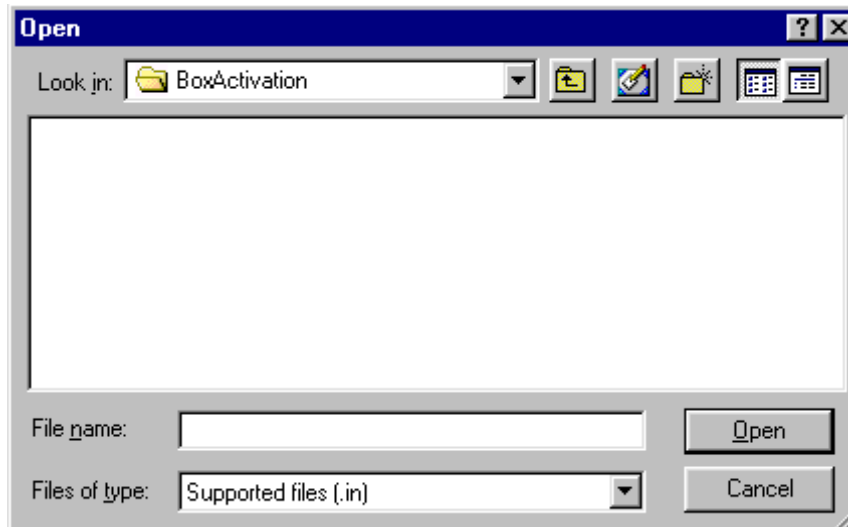 Open
Look in: BoxActivation
File name:
Open
Files of type: Supported files (.in)
Cancel